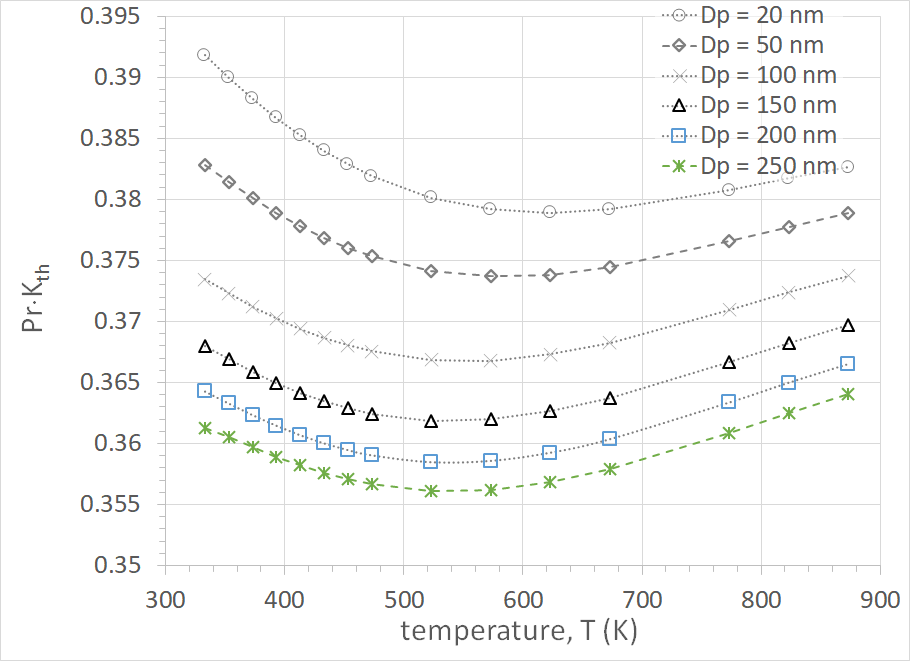 0.395
0.39
0.385
0.38
0.375
0.37
0.365
0.36
0.355
0.35
Pr·Kth
Dp = 20 nm
Dp = 50 nm
Dp = 100 nm
Dp = 150 nm
Dp = 200 nm
Dp = 250 nm
300 400 500 600 700 800 900
temperature, T (K)